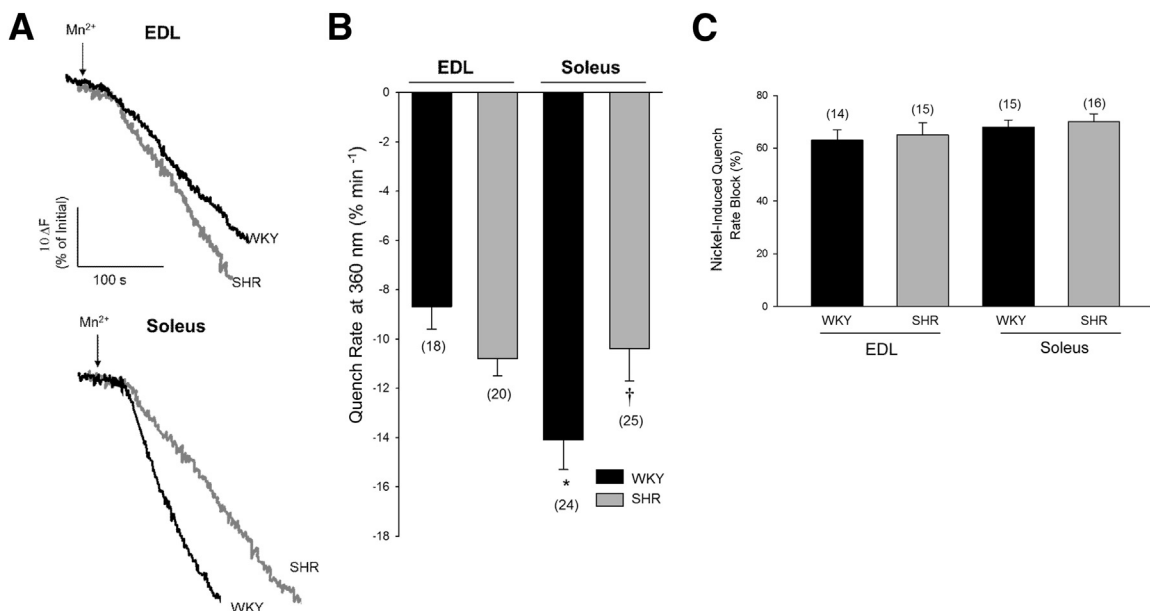 A
Mn2+
EDL
10 ΔF
(% of Initial)
100 s
WKY
SHR
Mn2+
Soleus
SHR
WKY
B
EDL
Soleus
Quench Rate at 360 nm (% min -1)
0
-2
-4
-6
-8
-10
-12
-14
-16
-18
(18)
(20)
*
(24)
†
(25)
WKY
SHR
C
Nickel-Induced Quench
Rate Block (%)
80
60
40
20
0
(14)
(15)
(15)
(16)
WKY
SHR
WKY
SHR
EDL
Soleus